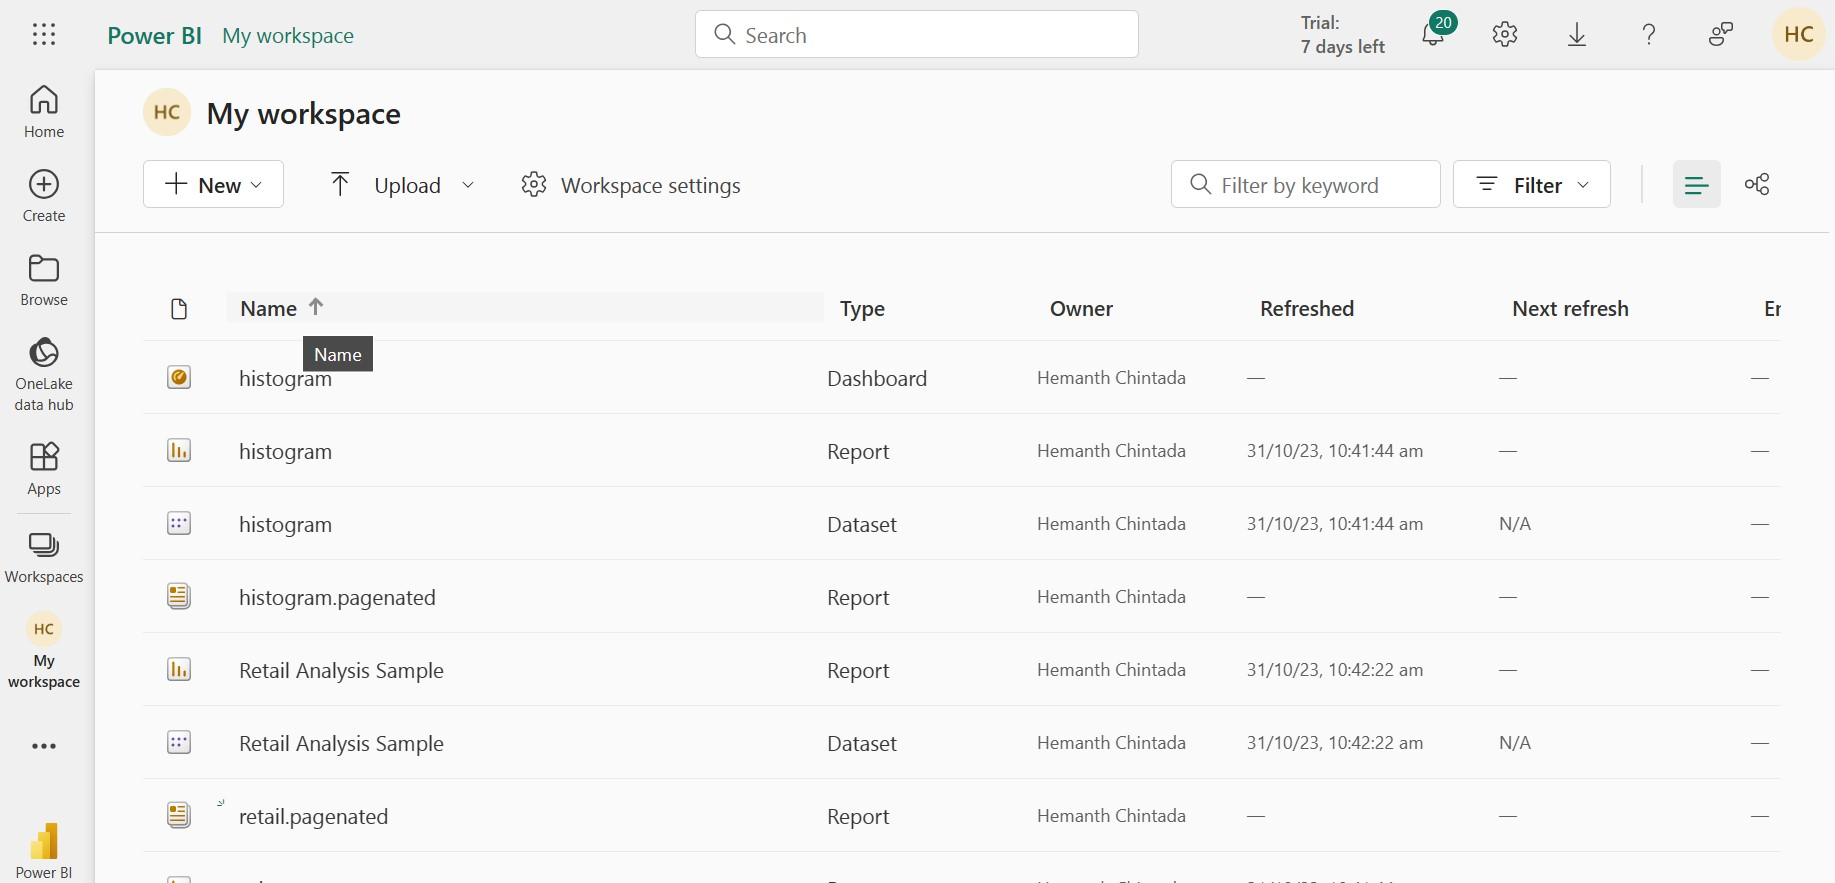 Power BI My workspace
Search
Trial:
7 days left
20
HC
Home
Create
Browse
OneLake
data hub
Apps
Workspaces
HC
My
workspace
Power BI
HC My workspace
New
Upload
Workspace settings
Filter by keyword
Filter
Name Type Owner Refreshed Next refresh
Name
histogram Dashboard Hemanth Chintada — — —
histogram Report Hemanth Chintada 31/10/23, 10:41:44 am — —
histogram Dataset Hemanth Chintada 31/10/23, 10:41:44 am N/A —
histogram.pagenated Report Hemanth Chintada — — —
Retail Analysis Sample Report Hemanth Chintada 31/10/23, 10:42:22 am — —
Retail Analysis Sample Dataset Hemanth Chintada 31/10/23, 10:42:22 am N/A —
retail.pagenated Report Hemanth Chintada — — —